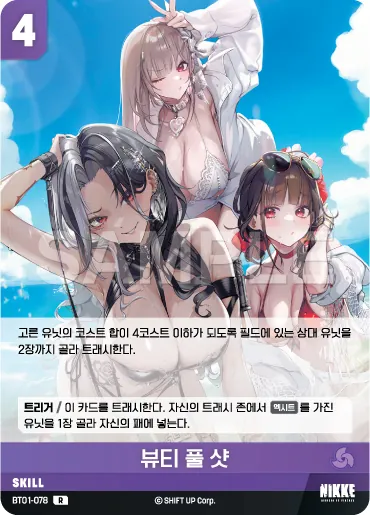 4
SAMPLE
고른 유닛의 코스트 합이 4코스트 이하가 되도록 필드에 있는 상대 유닛을
2장까지 골라 트래시한다.
트리거 / 이 카드를 트래시한다. 자신의 트래시 존에서 엑시트 를 가진
유닛을 1장 골라 자신의 패에 넣는다.
뷰티 풀 샷
SKILL
BT01-078 R
© SHIFT UP Corp.
NIKKE